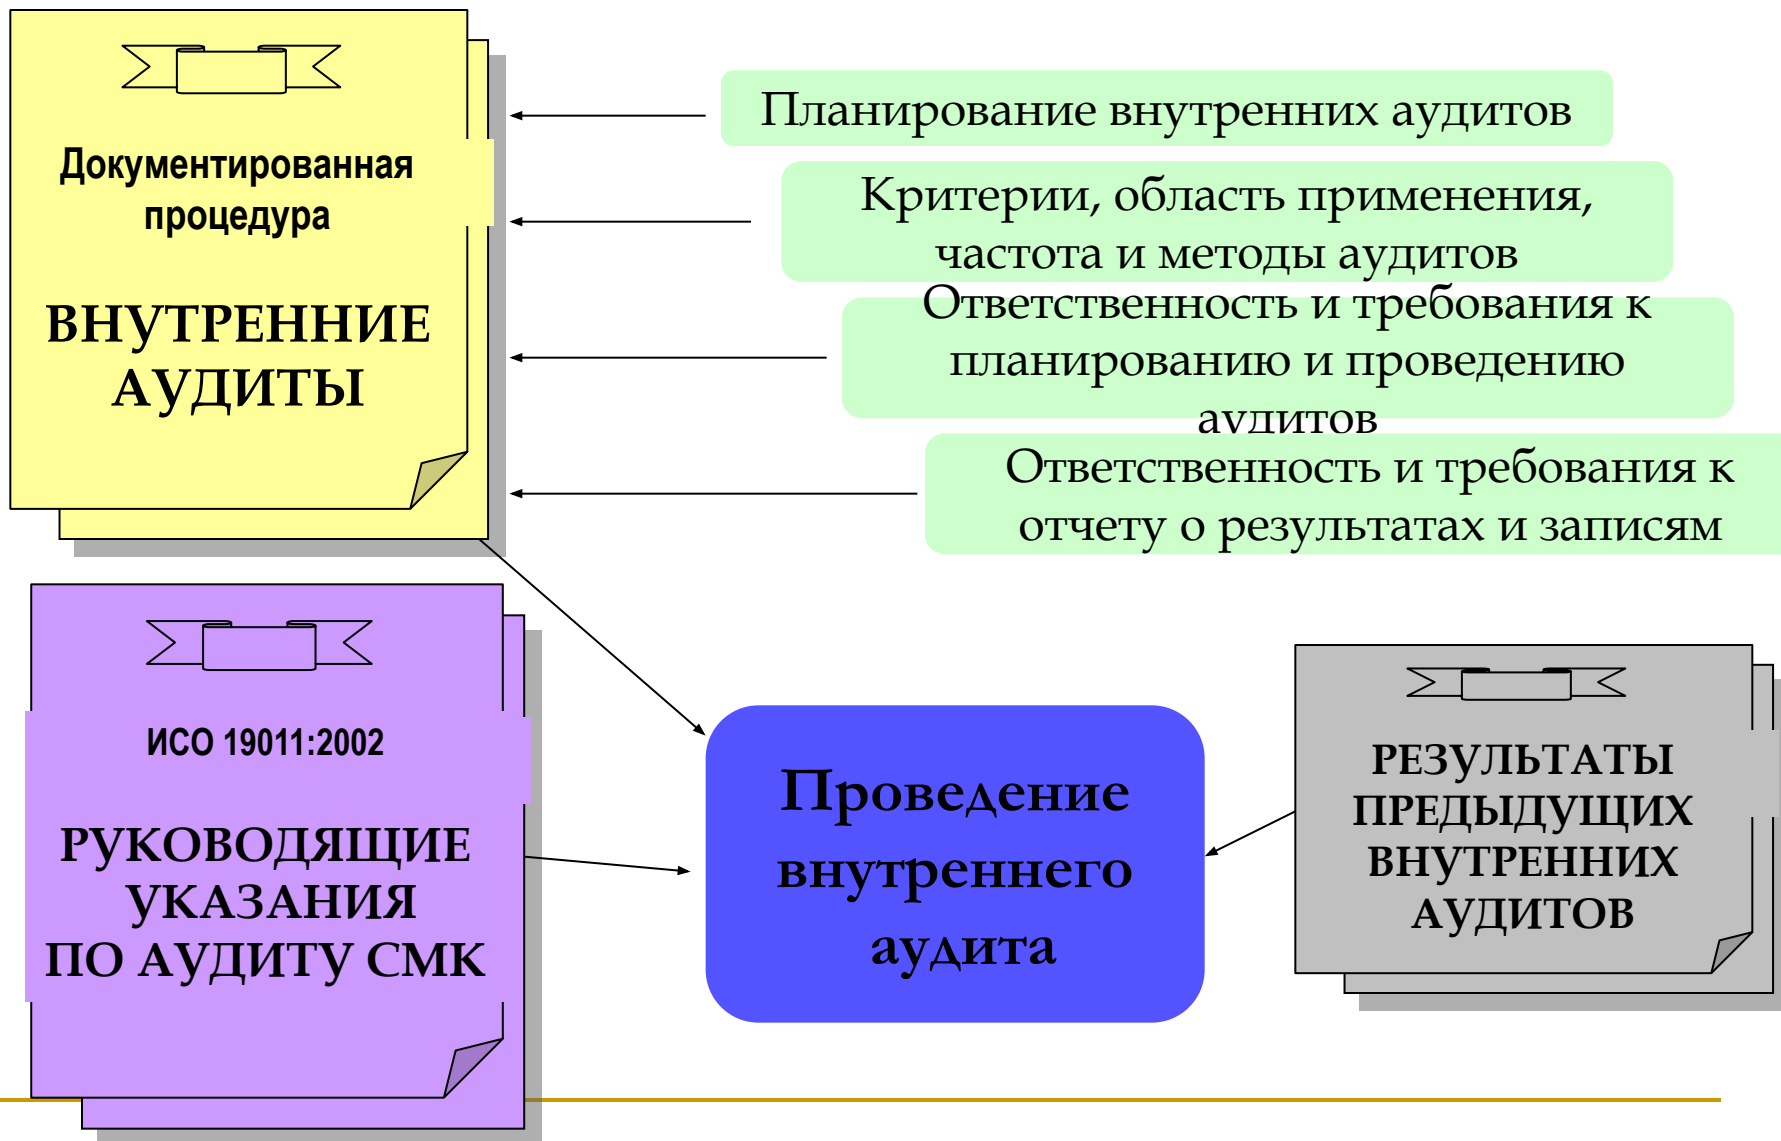 Документированная
процедура
ВНУТРЕННИЕ
АУДИТЫ
Планирование внутренних аудитов
Критерии, область применения,
частота и методы аудитов
Ответственность и требования к
планированию и проведению
аудитов
Ответственность и требования к
отчету о результатах и записям
ИСО 19011:2002
РУКОВОДЯЩИЕ
УКАЗАНИЯ
ПО АУДИТУ СМК
Проведение
внутреннего
аудита
РЕЗУЛЬТАТЫ
ПРЕДЫДУЩИХ
ВНУТРЕННИХ
АУДИТОВ